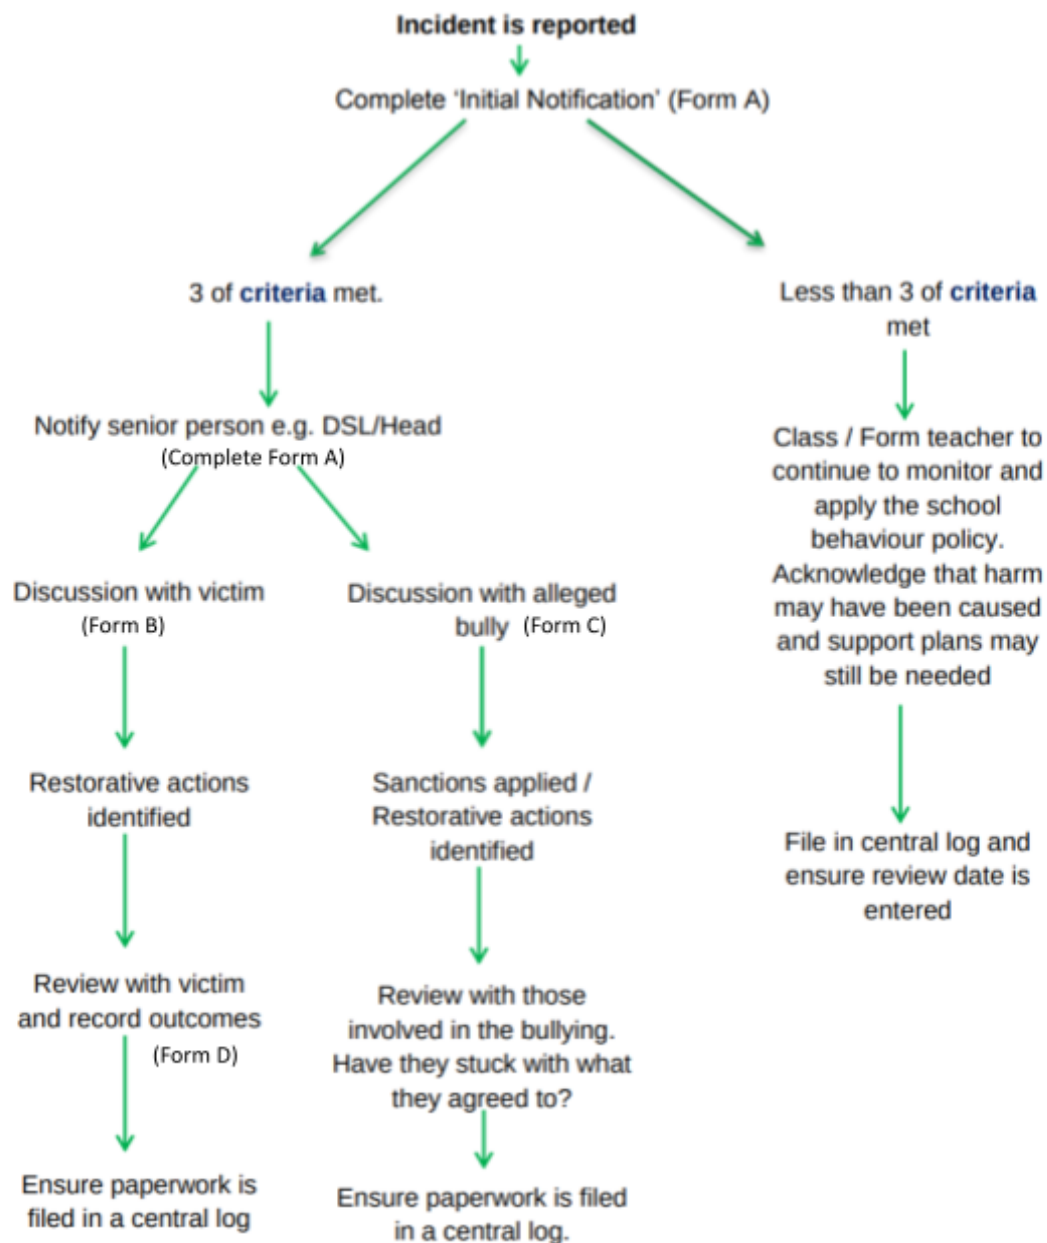 Incident is reported
Complete ‘Initial Notification’ (Form A)
3 of criteria met.
Notify senior person e.g. DSL/Head
(Complete Form A)
Discussion with victim
(Form B)
Restorative actions
identified
Review with victim
and record outcomes
(Form D)
Ensure paperwork is
filed in a central log
Discussion with alleged
bully (Form C)
Sanctions applied /
Restorative actions
identified
Review with those
involved in the bullying.
Have they stuck with what
they agreed to?
Ensure paperwork is filed
in a central log.
Less than 3 of criteria
met
Class / Form teacher to
continue to monitor and
apply the school
behaviour policy.
Acknowledge that harm
may have been caused
and support plans may
still be needed
File in central log and
ensure review date is
entered